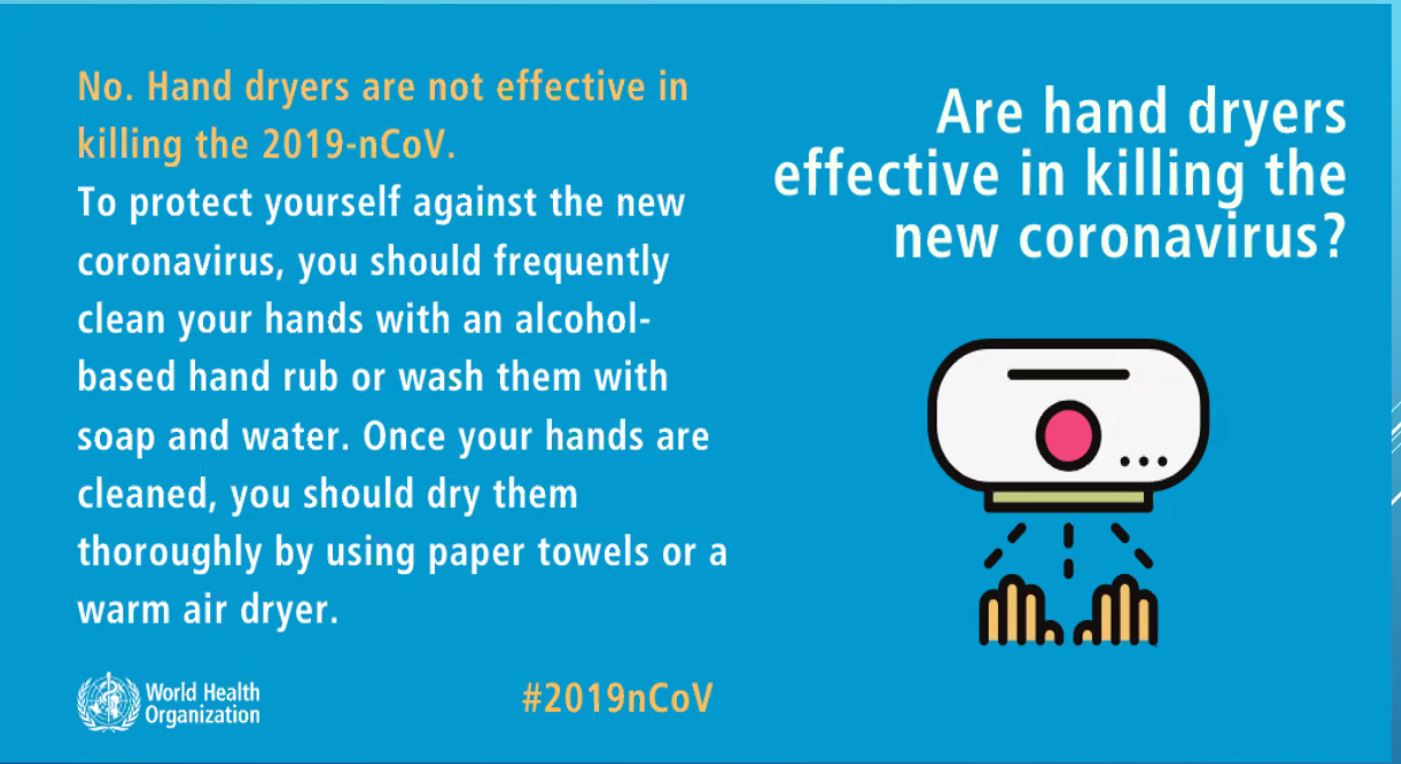 No. Hand dryers are not effective in
killing the 2019-nCoV.
To protect yourself against the new
coronavirus, you should frequently
clean your hands with an alcohol-
based hand rub or wash them with
soap and water. Once your hands are
cleaned, you should dry them
thoroughly by using paper towels or a
warm air dryer.
Are hand dryers
effective in killing the
new coronavirus?
World Health
Organization
#2019nCoV